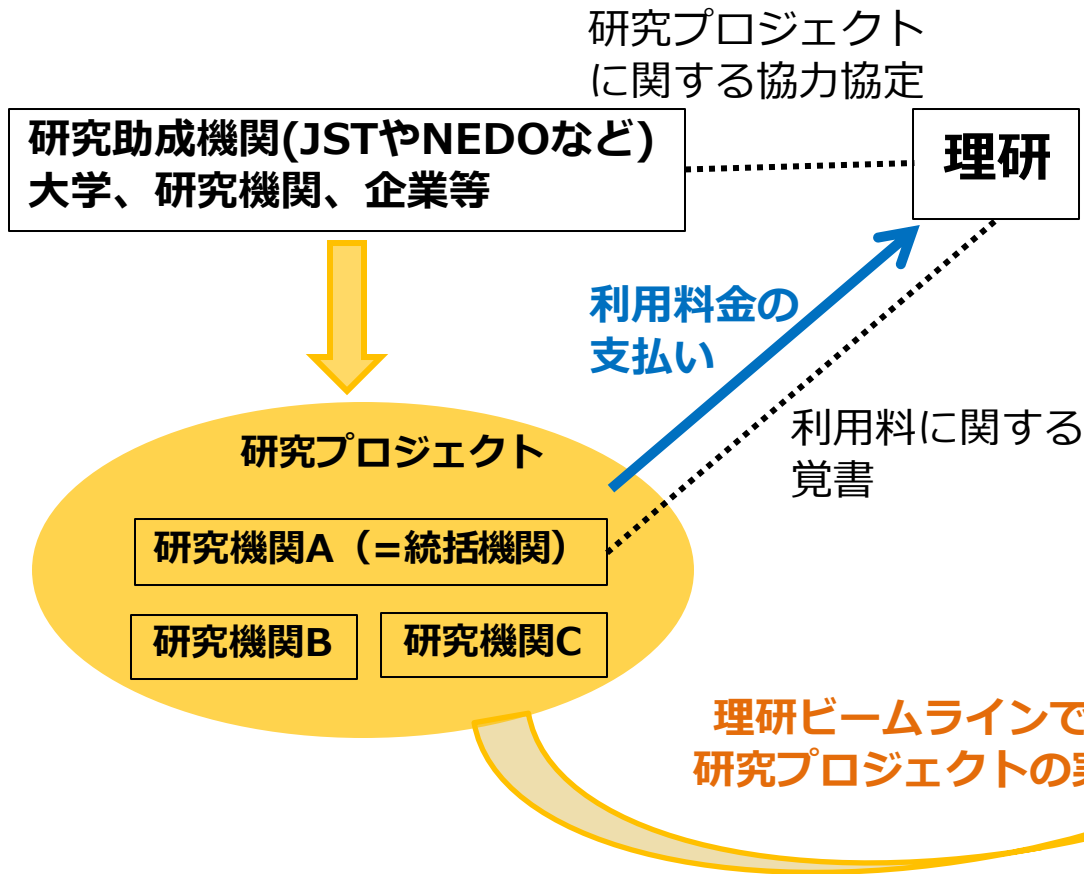 研究プロジェクト
に関する協力協定
研究助成機関(JSTやNEDOなど)
大学、研究機関、企業等
理研
利用料金の
支払い
利用料に関する
覚書
研究プロジェクト
研究機関A（=統括機関）
研究機関B
研究機関C
理研ビームラインで
研究プロジェクトの